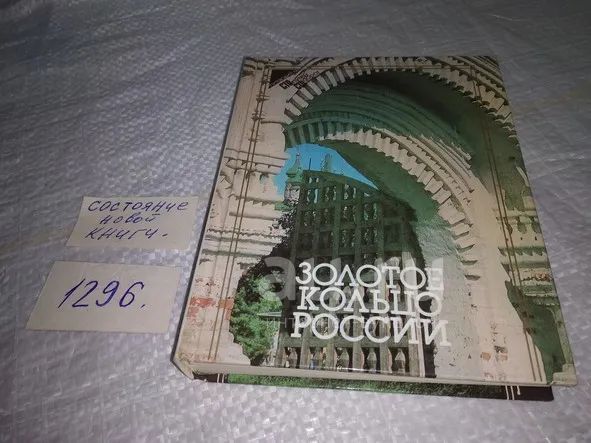 СОСТОЯНИЕ
НОВОЙ
КНИГИ.
1296.
ЗОЛОТОЕ
КОЛЬЦО
РОССИИ